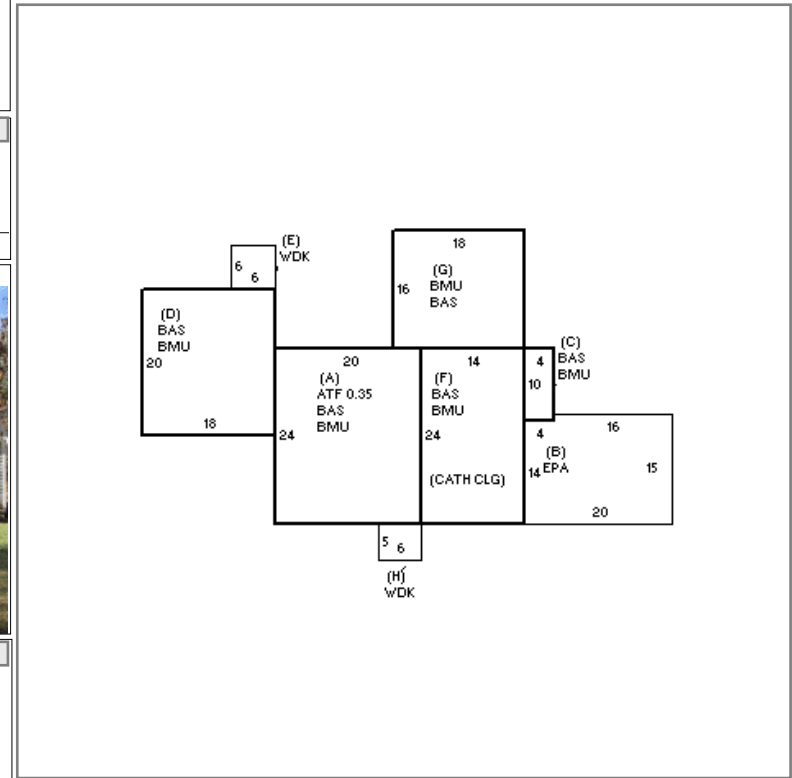 (E)
WDK
6
6
18
(G)
BMU
BAS
16
(D)
BAS
BMU
20
18
(C)
BAS
BMU
4
10
20
(A)
ATF 0.35
BAS
BMU
24
14
(F)
BAS
BMU
24
(CATH CLG)
4
16
(B)
EPA
14
15
20
5
6
(H)
WDK